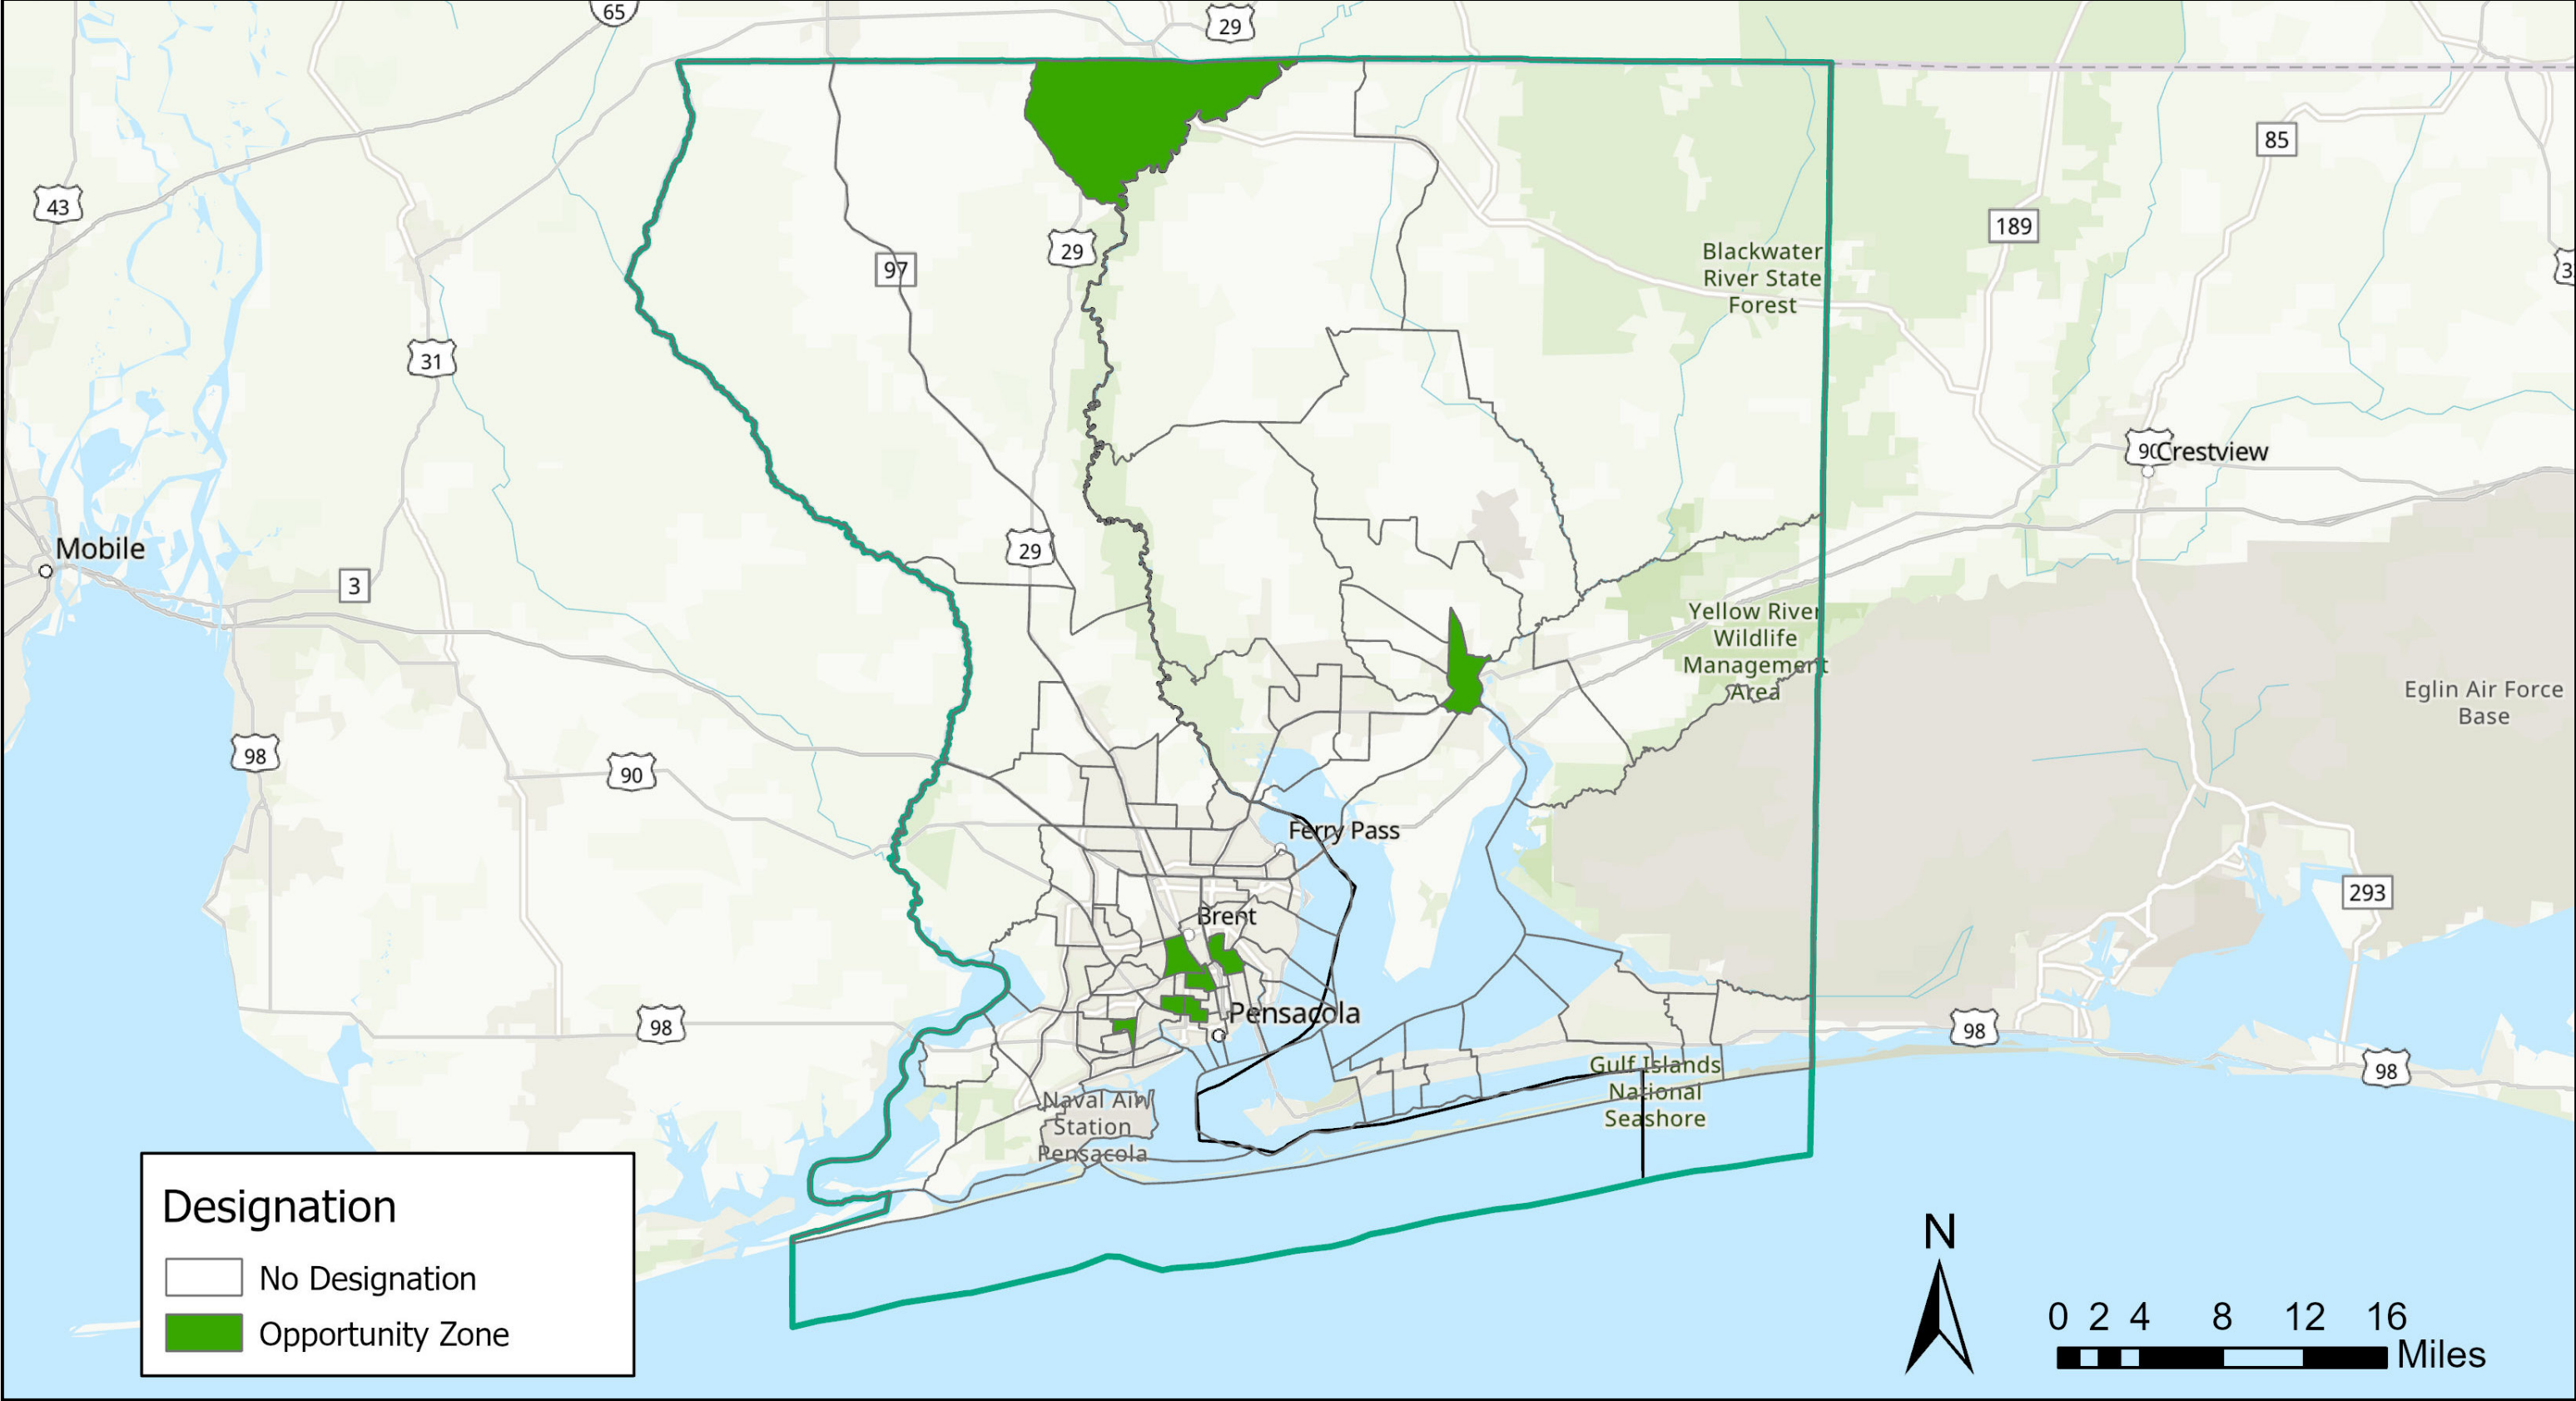 65
29
85
43
189
Blackwater
River State
Forest
29
97
3
31
90
Crestview
Mobile
29
3
Yellow River
Wildlife
Management
Area
Eglin Air Force
Base
98
90
Ferry Pass
293
Brent
Pensacola
98
98
98
Gulf Islands
National
Seashore
Naval Air
Station
Pensacola
Designation
No Designation
Opportunity Zone
N
0 2 4 8 12 16
Miles